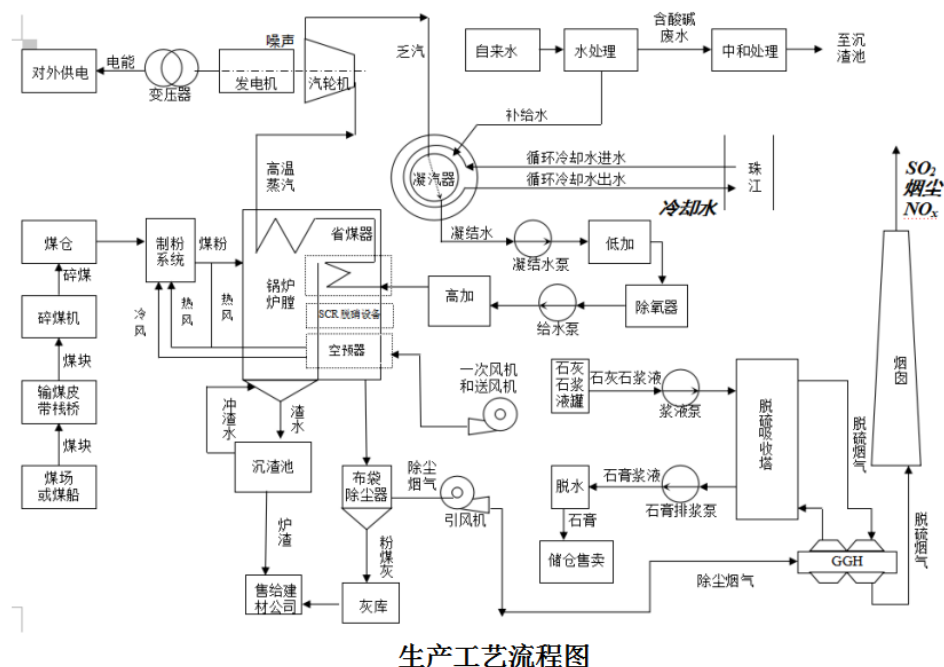 噪声
乏汽
自来水
水处理
含酸碱
废水
中和处理
至沉
渣池
对外供电
电能
变压器
发电机
汽轮机
补给水
高温
蒸汽
凝汽器
循环冷却水进水
循环冷却水出水
珠
江
冷却水
SO2
烟尘
NOx
煤仓
制粉
系统
煤粉
省煤器
凝结水
凝结水泵
低加
碎煤
锅炉
炉膛
高加
给水泵
除氧器
碎煤机
冷风
热风
热风
SCR 脱硝设备
空预器
煤块
一次风机
和送风机
石灰
石浆
液罐
石灰石浆液
浆液泵
脱硫吸收塔
脱硫烟气
烟囱
输煤皮
带栈桥
冲渣水
渣水
煤块
沉渣池
布袋
除尘器
除尘
烟气
引风机
脱水
石膏浆液
石膏排浆泵
煤场
或煤船
石膏
脱硫烟气
炉渣
粉煤灰
储仓售卖
GGH
除尘烟气
售给建
材公司
灰库
生产工艺流程图